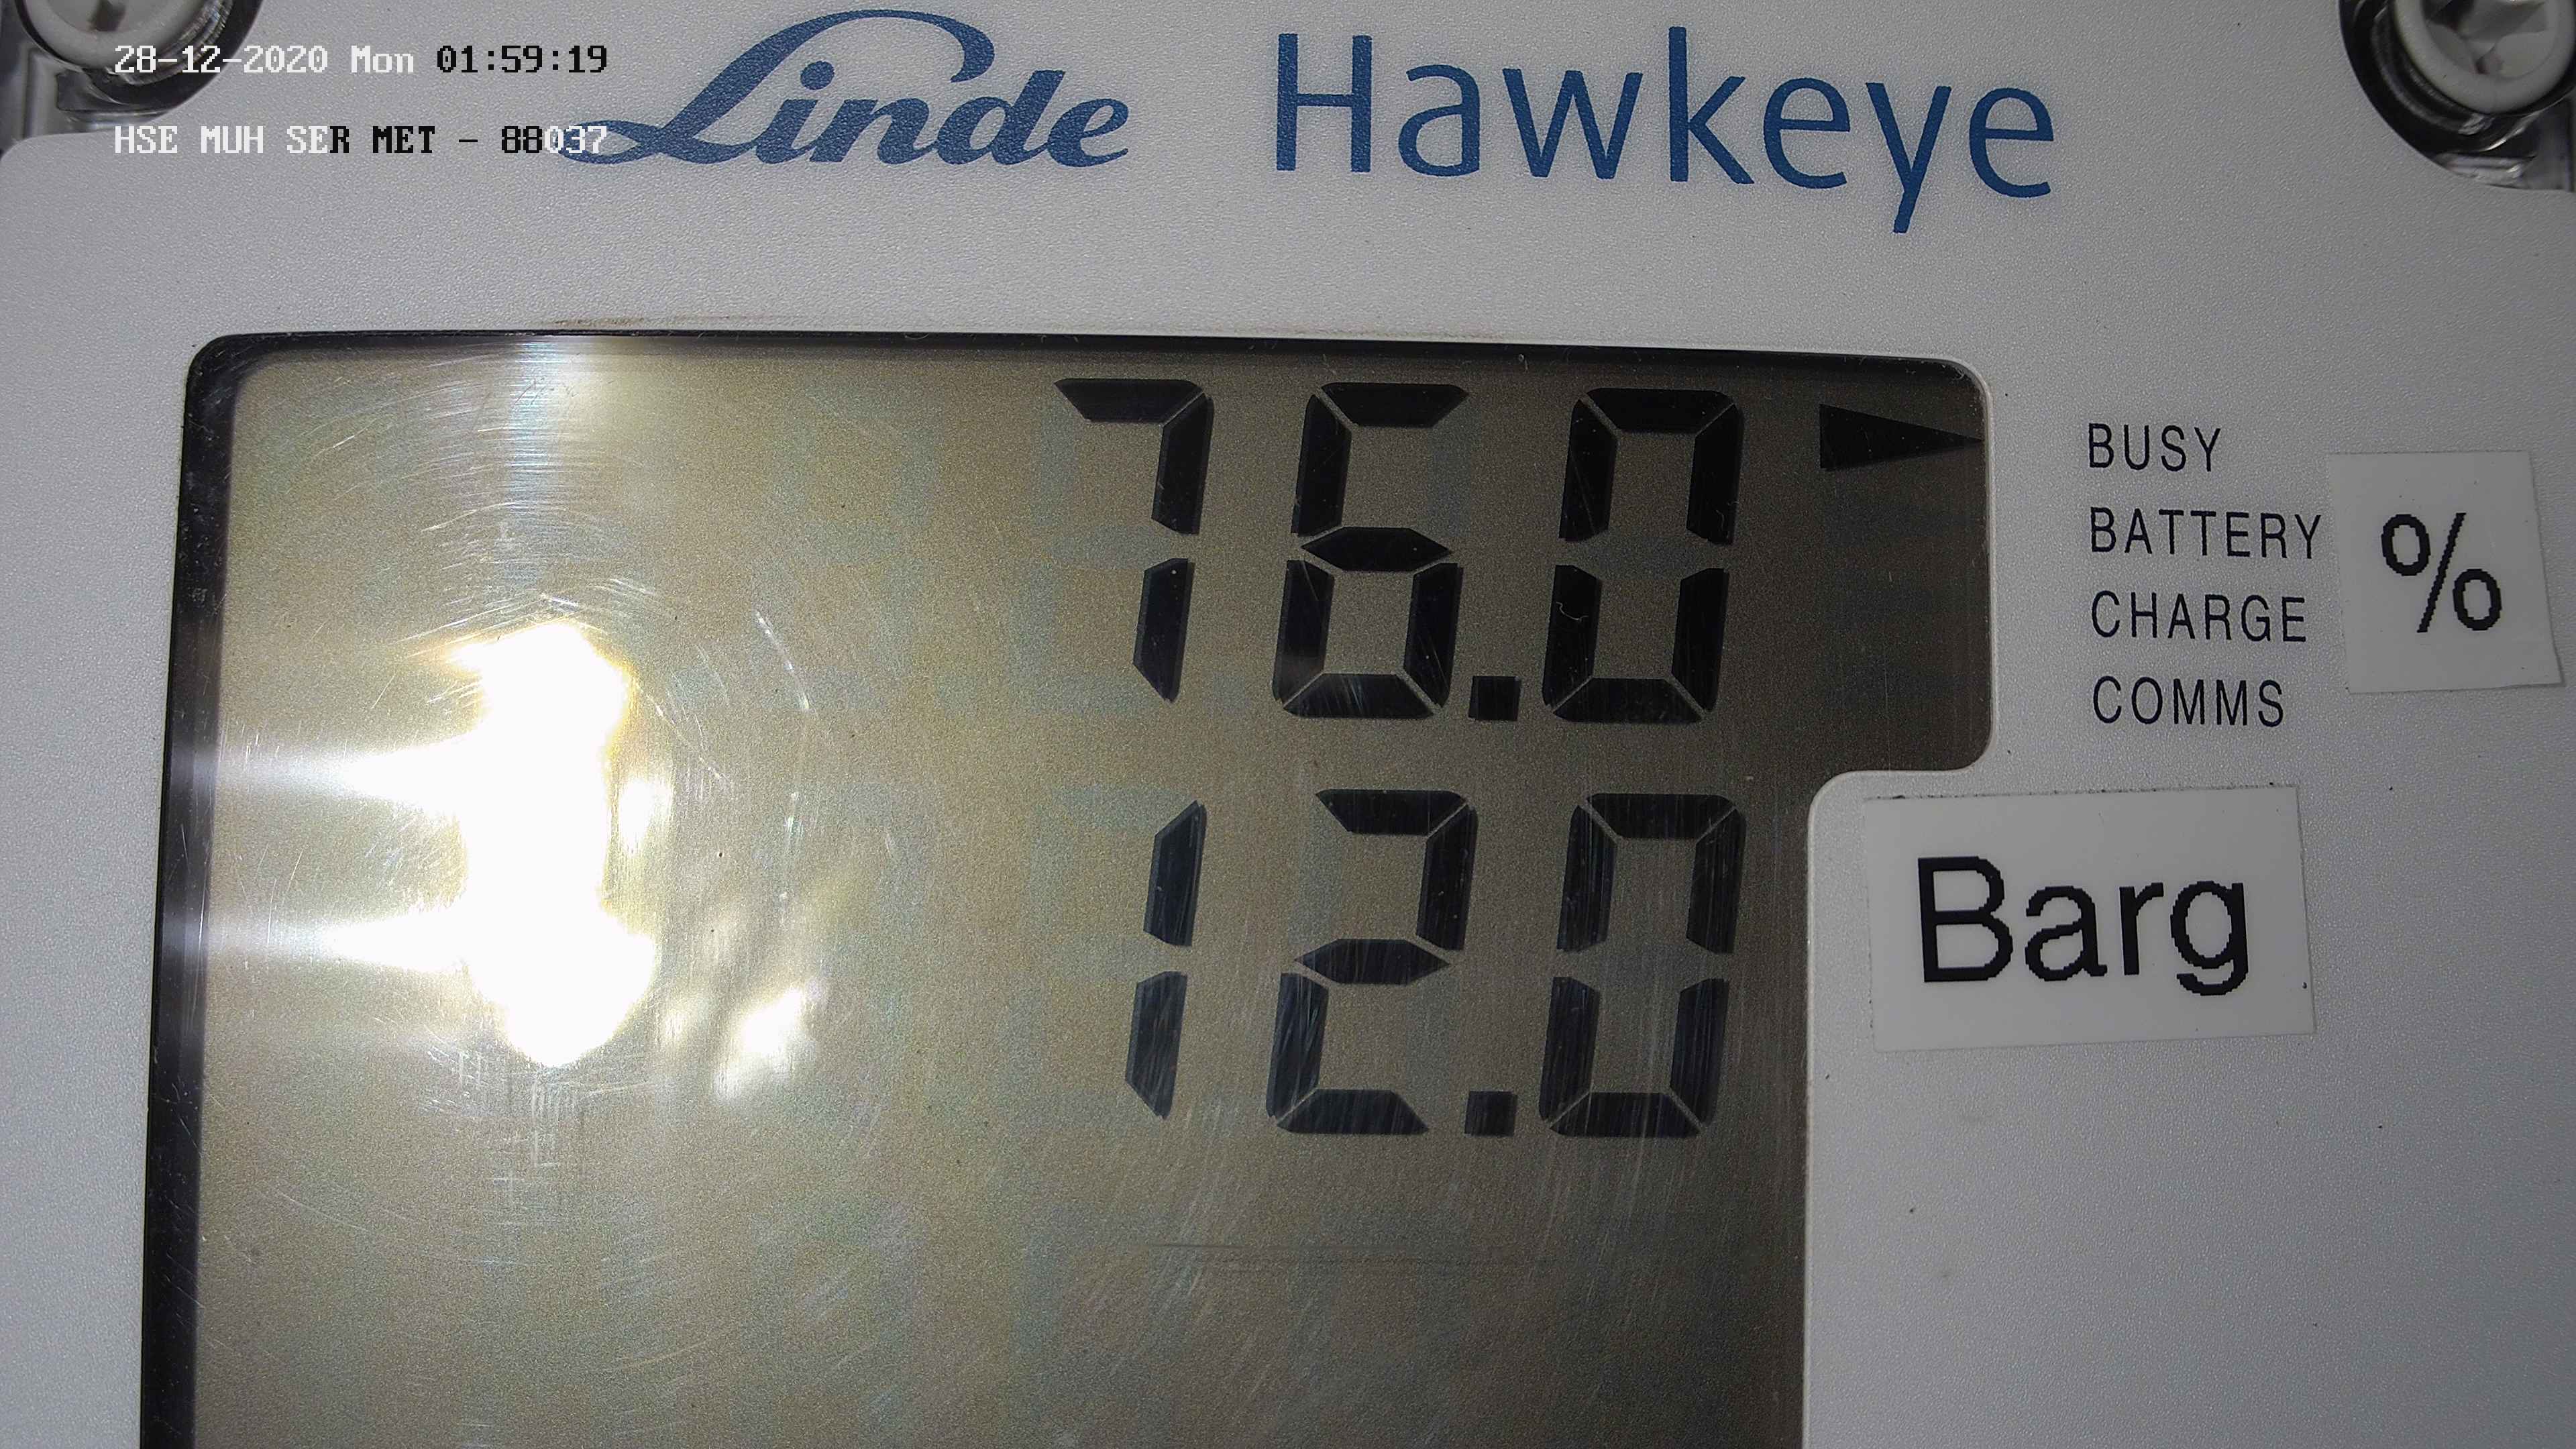 28-12-2020 Mon 01:59:19
HSE MUH SER MET - 88037
Linde Hawkeye
76.0
BUSY
BATTERY
CHARGE
COMMS
%
12.0
Barg